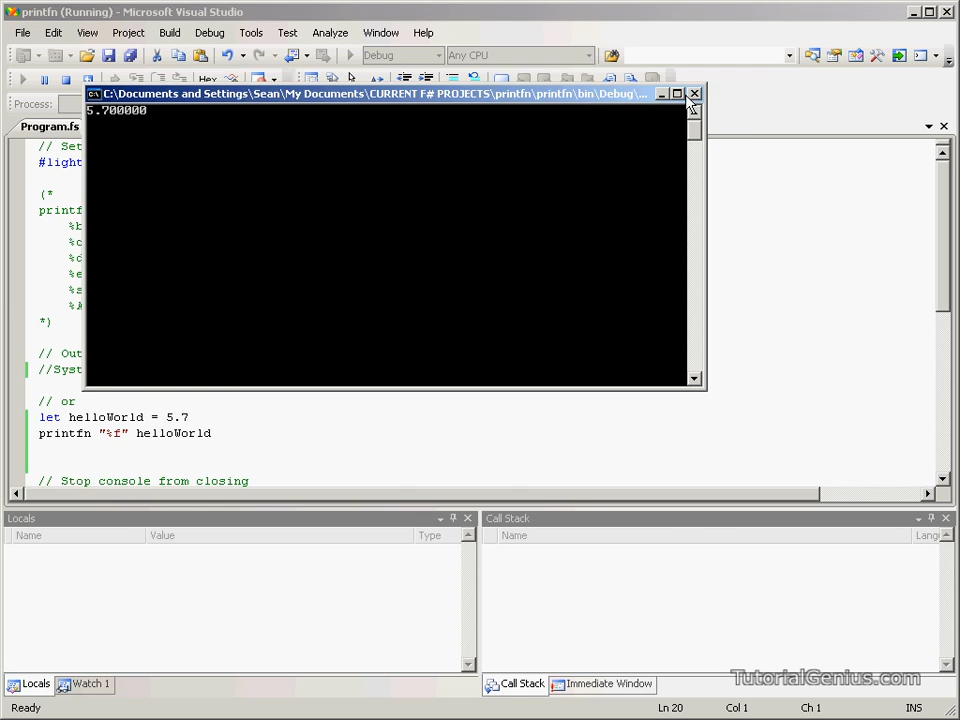 printfn (Running) - Microsoft Visual Studio
File Edit View Project Build Debug Tools Test Analyze Window Help
Debug Any CPU
Hex
Process:
C:\Documents and Settings\Sean\My Documents\CURRENT F# PROJECTS\printfn\printfn\bin\Debug\...
5.700000
Program.fs
// Set
#light
(*
printf
%b
%c
%d
%e
%s
%A
*)
// Out
//Syst
// or
let helloWorld = 5.7
printfn "%f" helloWorld
// Stop console from closing
Locals
Name Value Type
Call Stack
Name Langu
Locals Watch 1
Call Stack Immediate Window
TutorialGenius.com
Ready Ln 20 Col 1 Ch 1 INS